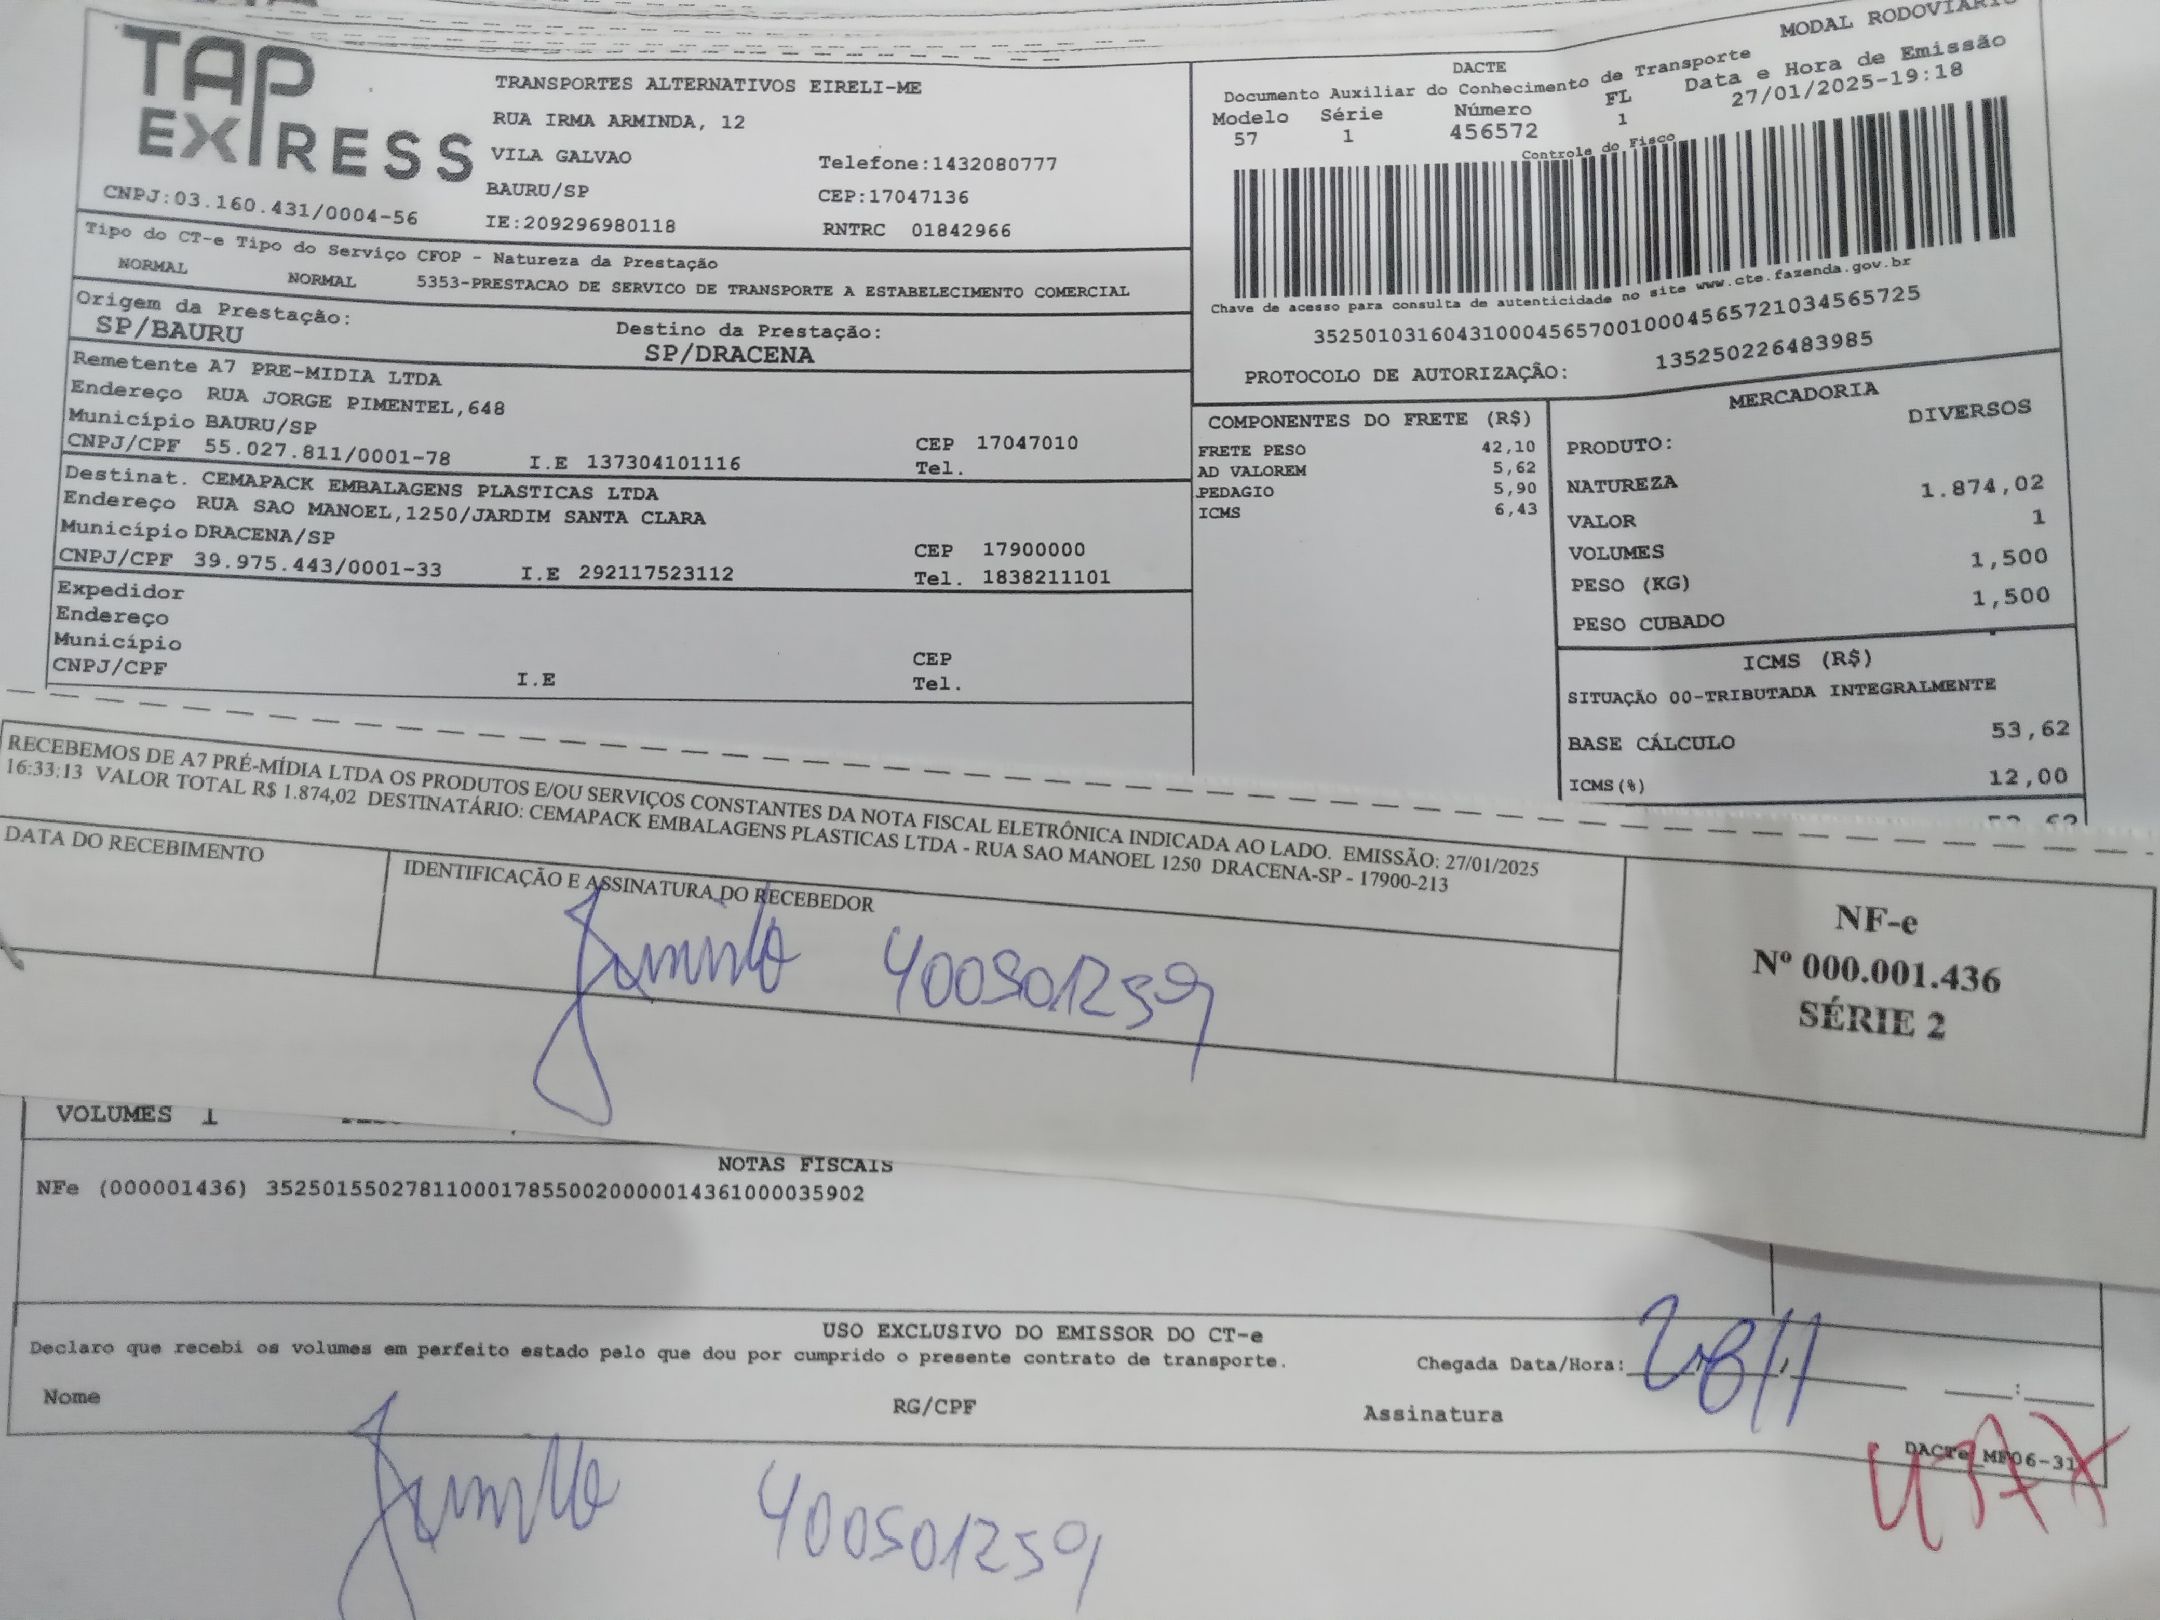 TAP
EXPRESS
CNPJ:03.160.431/0004-56
TRANSPORTES ALTERNATIVOS EIRELI-ME
RUA IRMA ARMINDA, 12
VILA GALVAO Telefone:1432080777
BAURU/SP CEP:17047136
IE:209296980118 RNTRC 01842966
MODAL RODOVIÁRIO
DACTE
Documento Auxiliar do Conhecimento de Transporte
Modelo Série Número FL Data e Hora de Emissão
57 1 456572 1 27/01/2025-19:18
Controle do Fisco
Chave de acesso para consulta de autenticidade no site www.cte.fazenda.gov.br
35250103160431000456570010004565721034565725
PROTOCOLO DE AUTORIZAÇÃO: 135250226483985
Tipo do CT-e Tipo do Serviço CFOP - Natureza da Prestação
NORMAL NORMAL 5353-PRESTACAO DE SERVICO DE TRANSPORTE A ESTABELECIMENTO COMERCIAL
Origem da Prestação: Destino da Prestação:
SP/BAURU SP/DRACENA
Remetente A7 PRE-MIDIA LTDA
Endereço RUA JORGE PIMENTEL,648
Município BAURU/SP CEP 17047010
CNPJ/CPF 55.027.811/0001-78 I.E 137304101116 Tel.
Destinat. CEMAPACK EMBALAGENS PLASTICAS LTDA
Endereço RUA SAO MANOEL,1250/JARDIM SANTA CLARA
Município DRACENA/SP CEP 17900000
CNPJ/CPF 39.975.443/0001-33 I.E 292117523112 Tel. 1838211101
Expedidor
Endereço
Município CEP
CNPJ/CPF I.E Tel.
COMPONENTES DO FRETE (R$)
FRETE PESO 42,10
AD VALOREM 5,62
PEDAGIO 5,90
ICMS 6,43
MERCADORIA
PRODUTO: DIVERSOS
NATUREZA
VALOR 1.874,02
VOLUMES 1
PESO (KG) 1,500
PESO CUBADO 1,500
ICMS (R$)
SITUAÇÃO 00-TRIBUTADA INTEGRALMENTE
BASE CÁLCULO 53,62
ICMS(%) 12,00
RECEBEMOS DE A7 PRÉ-MÍDIA LTDA OS PRODUTOS E/OU SERVIÇOS CONSTANTES DA NOTA FISCAL ELETRÔNICA INDICADA AO LADO. EMISSÃO: 27/01/2025
16:33:13 VALOR TOTAL R$ 1.874,02 DESTINATÁRIO: CEMAPACK EMBALAGENS PLASTICAS LTDA - RUA SAO MANOEL 1250 DRACENA-SP - 17900-213
DATA DO RECEBIMENTO IDENTIFICAÇÃO E ASSINATURA DO RECEBEDOR
400501259
NF-e
Nº 000.001.436
SÉRIE 2
VOLUMES 1
NOTAS FISCAIS
NFe (000001436) 35250155027811000178550020000014361000035902
USO EXCLUSIVO DO EMISSOR DO CT-e
Declaro que recebi os volumes em perfeito estado pelo que dou por cumprido o presente contrato de transporte. Chegada Data/Hora: 28/1
Nome RG/CPF Assinatura
DACTe_MF06-31
400501259